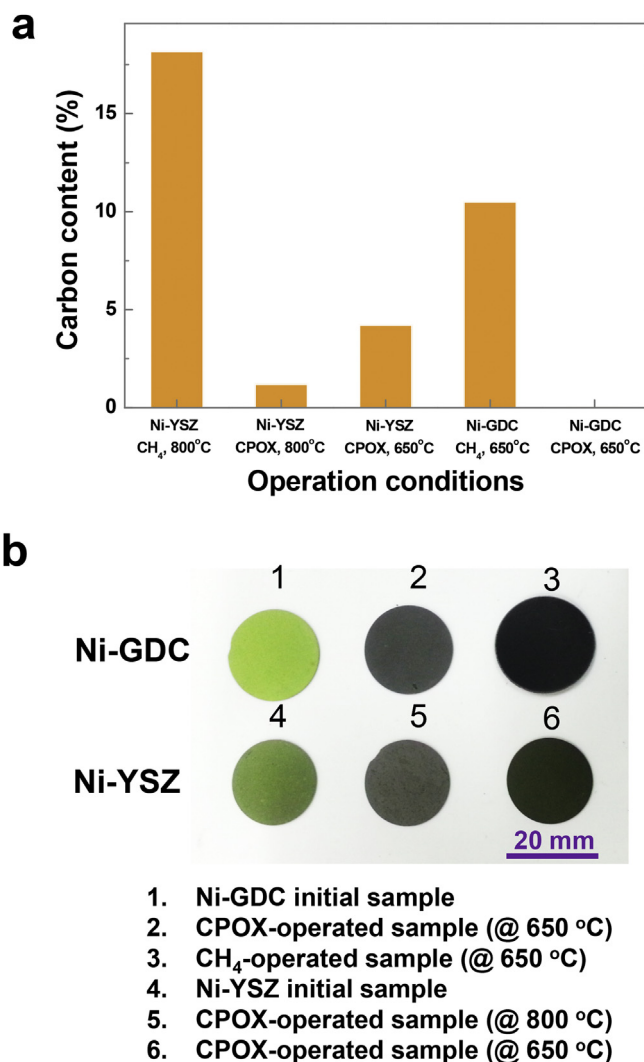 a
Carbon content (%)
15
10
5
0
Ni-YSZ
CH₄, 800°C
Ni-YSZ
CPOX, 800°C
Ni-YSZ
CPOX, 650°C
Ni-GDC
CH₄, 650°C
Ni-GDC
CPOX, 650°C
Operation conditions
b
1 2 3
Ni-GDC
4 5 6
Ni-YSZ
20 mm
1. Ni-GDC initial sample
2. CPOX-operated sample (@ 650 °C)
3. CH₄-operated sample (@ 650 °C)
4. Ni-YSZ initial sample
5. CPOX-operated sample (@ 800 °C)
6. CPOX-operated sample (@ 650 °C)